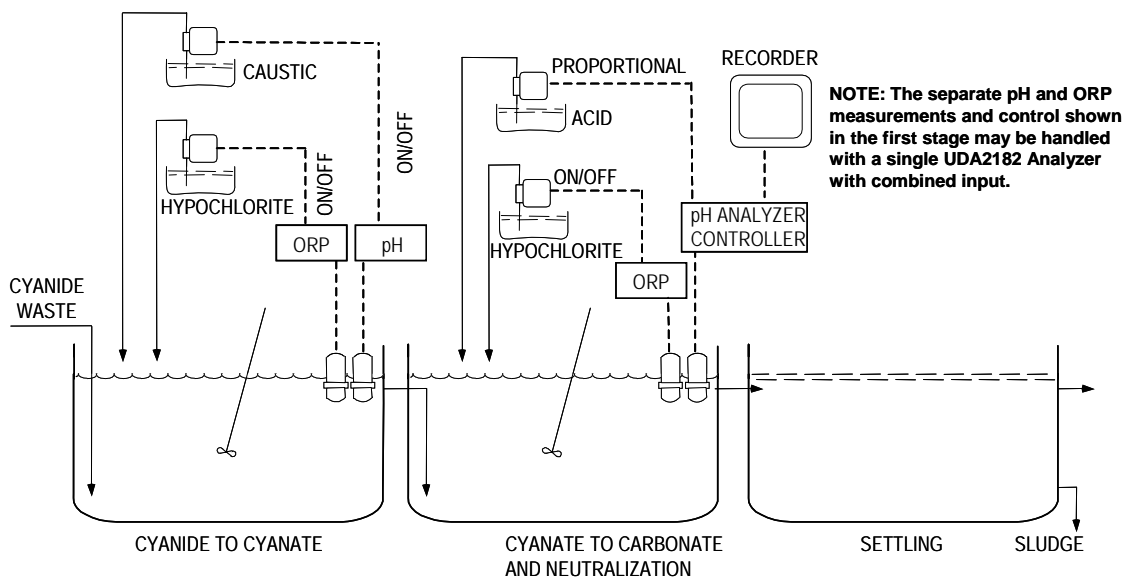 CAUSTIC
ON/OFF
HYPOCHLORITE
ON/OFF
ORP
pH
CYANIDE
WASTE
CYANIDE TO CYANATE
PROPORTIONAL
ACID
ON/OFF
HYPOCHLORITE
ORP
pH ANALYZER
CONTROLLER
RECORDER
NOTE: The separate pH and ORP
measurements and control shown
in the first stage may be handled
with a single UDA2182 Analyzer
with combined input.
CYANATE TO CARBONATE
AND NEUTRALIZATION
SETTLING
SLUDGE